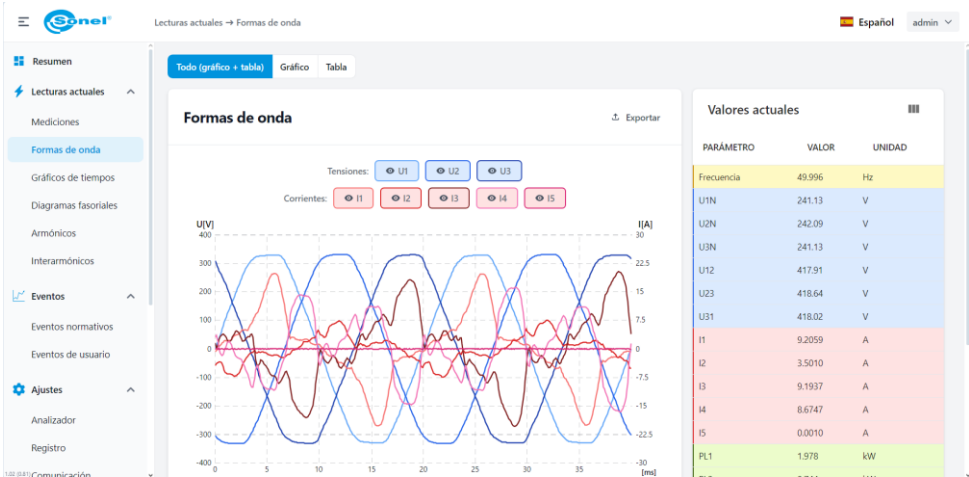 Sonel®
Lecturas actuales → Formas de onda
Español
admin
Resumen
Lecturas actuales
Mediciones
Formas de onda
Gráficos de tiempos
Diagramas fasoriales
Armónicos
Interarmónicos
Eventos
Eventos normativos
Eventos de usuario
Ajustes
Analizador
Registro
Comunicación
Todo (gráfico + tabla) Gráfico Tabla
Formas de onda
Exportar
Tensiones: U1 U2 U3
Corrientes: I1 I2 I3 I4 I5
U[V] I[A]
400 30
300 22.5
200 15
100 7.5
0 0
-100 -7.5
-200 -15
-300 -22.5
-400 -30
0 5 10 15 20 25 30 35
[ms]
Valores actuales
PARÁMETRO VALOR UNIDAD
Frecuencia 49.996 Hz
U1N 241.13 V
U2N 242.09 V
U3N 241.13 V
U12 417.91 V
U23 418.64 V
U31 418.02 V
I1 9.2059 A
I2 3.5010 A
I3 9.1937 A
I4 8.6747 A
I5 0.0010 A
PL1 1.978 kW